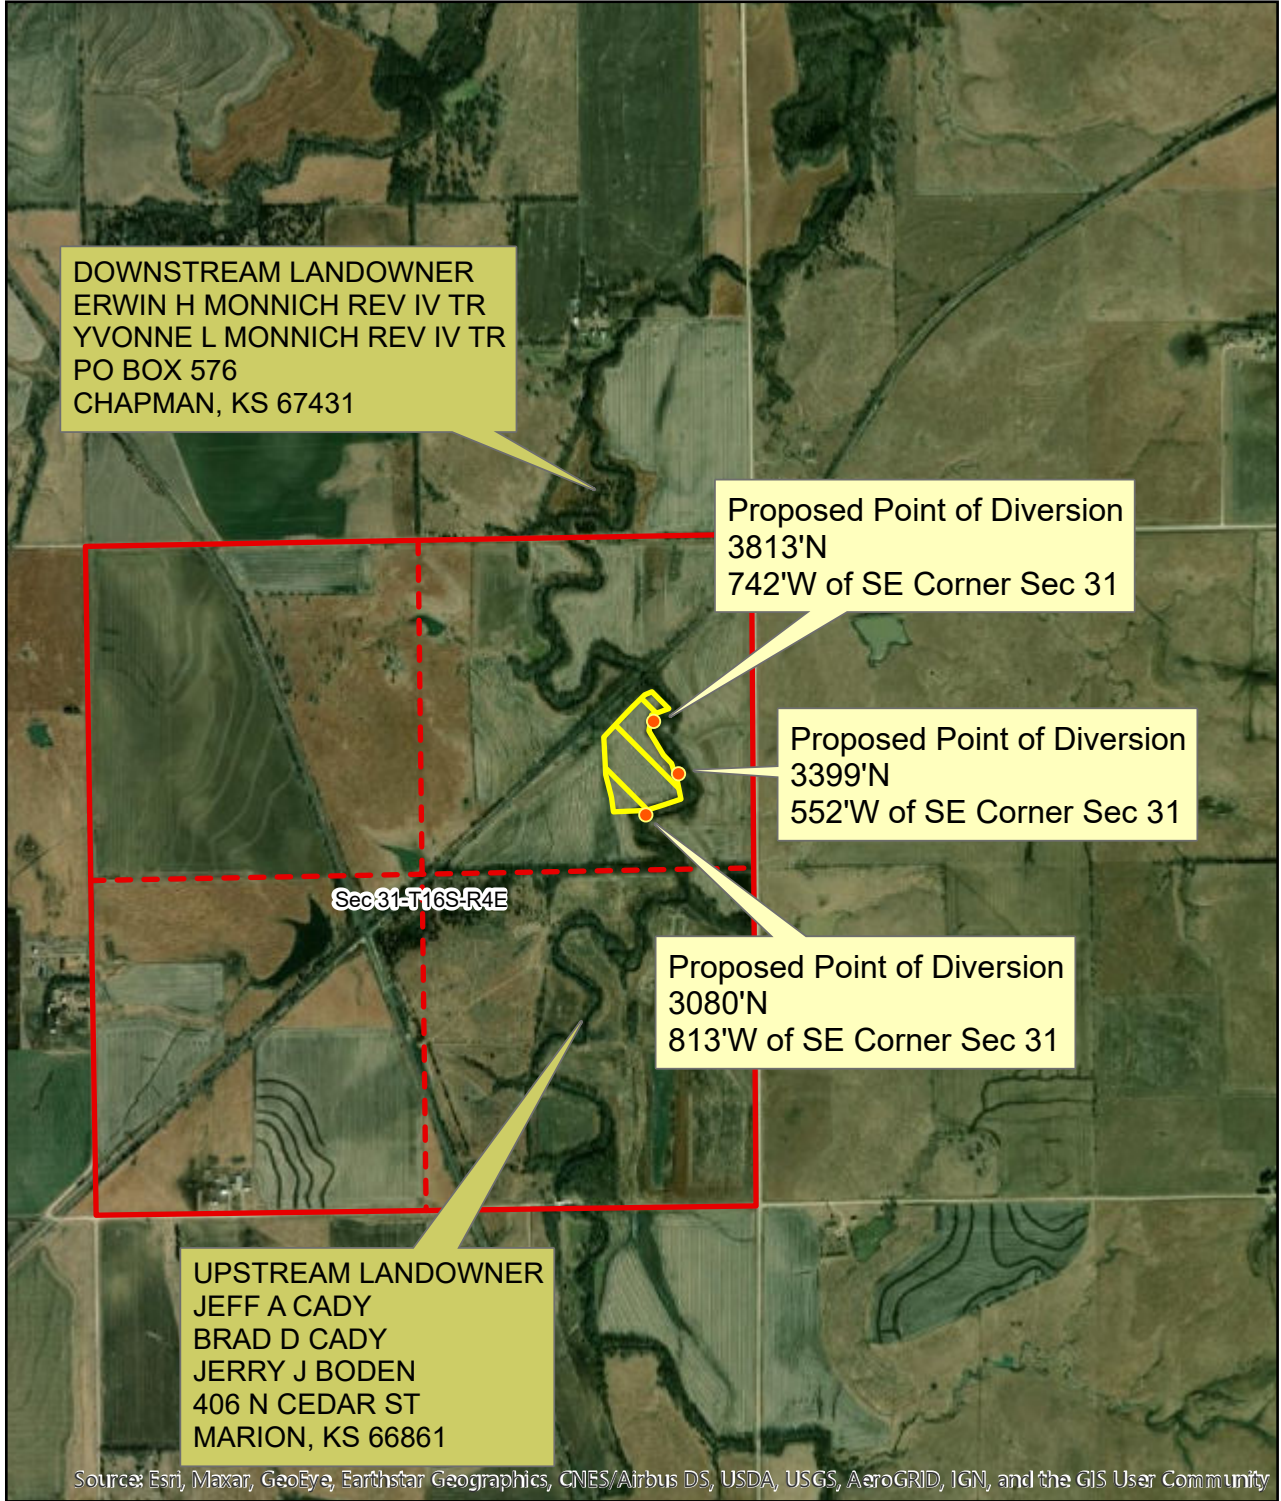 DOWNSTREAM LANDOWNER
ERWIN H MONNICH REV IV TR
YVONNE L MONNICH REV IV TR
PO BOX 576
CHAPMAN, KS 67431
Proposed Point of Diversion
3813'N
742'W of SE Corner Sec 31
Proposed Point of Diversion
3399'N
552'W of SE Corner Sec 31
Sec 31-T16S-R4E
Proposed Point of Diversion
3080'N
813'W of SE Corner Sec 31
UPSTREAM LANDOWNER
JEFF A CADY
BRAD D CADY
JERRY J BODEN
406 N CEDAR ST
MARION, KS 66861
Source: Esri, Maxar, GeoEye, Earthstar Geographics, CNES/Airbus DS, USDA, USGS, AeroGRID, IGN, and the GIS User Community